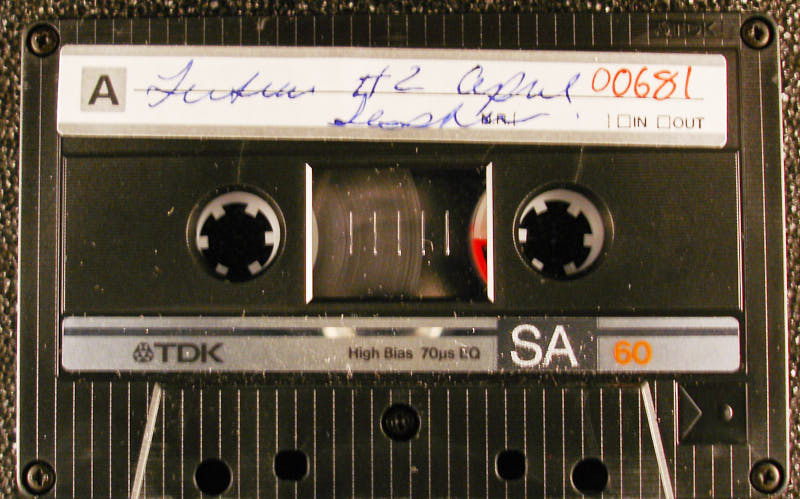 TDK
A #2 April 00681
N.R. IN OUT
TDK High Bias 70μs EQ SA 60